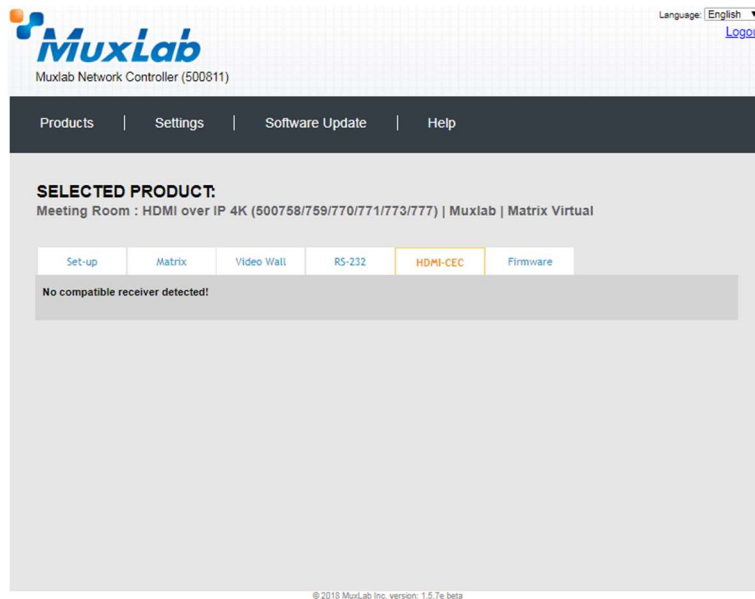 Language: English
Logou
MuxLab
Muxlab Network Controller (500811)
Products | Settings | Software Update | Help
SELECTED PRODUCT:
Meeting Room : HDMI over IP 4K (500758/759/770/771/773/777) | Muxlab | Matrix Virtual
Set-up Matrix Video Wall RS-232 HDMI-CEC Firmware
No compatible receiver detected!
© 2018 MuxLab Inc. version: 1.5.7e beta